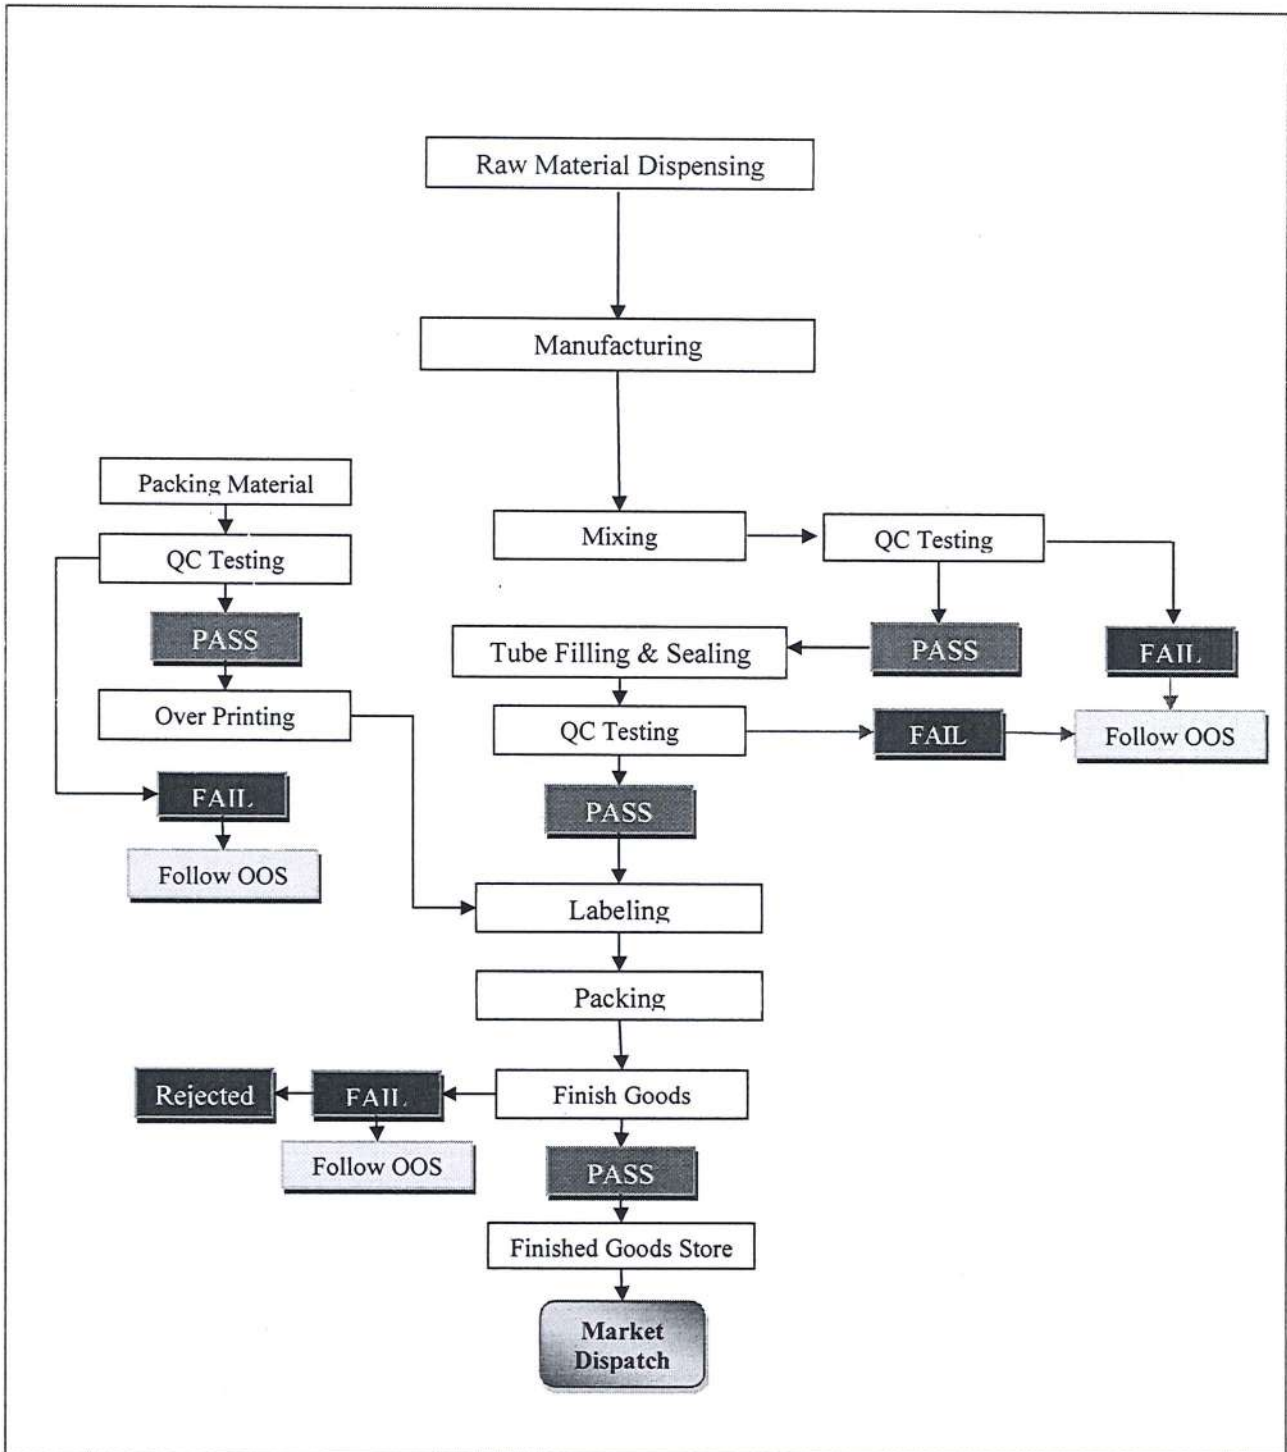 Raw Material Dispensing
Manufacturing
Packing Material
Mixing
QC Testing
QC Testing
PASS
Tube Filling & Sealing
PASS
FAIL
Over Printing
QC Testing
FAIL
Follow OOS
FAIL
PASS
Follow OOS
Labeling
Packing
Rejected
FAIL
Finish Goods
Follow OOS
PASS
Finished Goods Store
Market
Dispatch